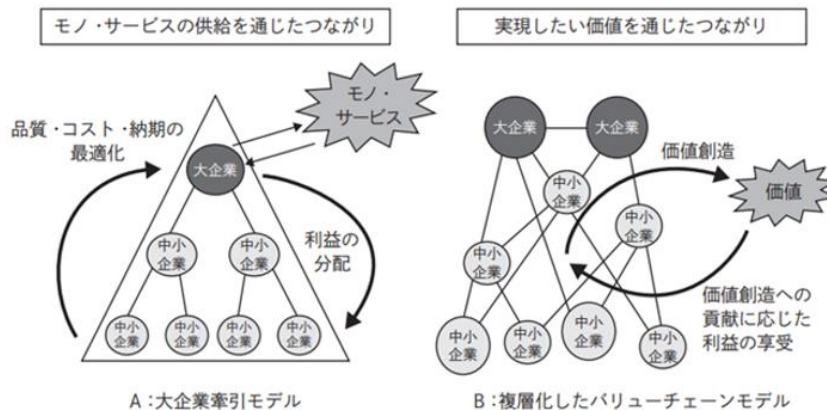 モノ・サービスの供給を通じたつながり
品質・コスト・納期の
最適化
モノ・
サービス
大企業
利益の
分配
中小
企業
中小
企業
中小
企業
中小
企業
中小
企業
中小
企業
A：大企業牽引モデル
実現したい価値を通じたつながり
大企業
大企業
価値創造
価値
中小
企業
中小
企業
中小
企業
価値創造への
貢献に応じた
利益の享受
中小
企業
中小
企業
中小
企業
中小
企業
B：複層化したバリューチェーンモデル